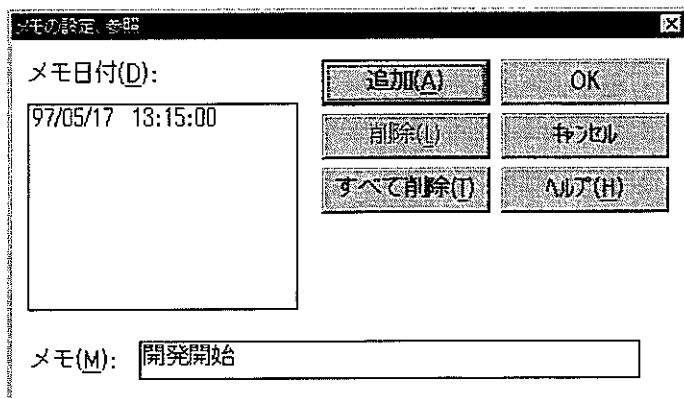 メモの設定、参照
メモ日付(D):
97/05/17 13:15:00
追加(A)
OK
削除(L)
キャンセル
すべて削除(T)
ヘルプ(H)
メモ(M):
開発開始